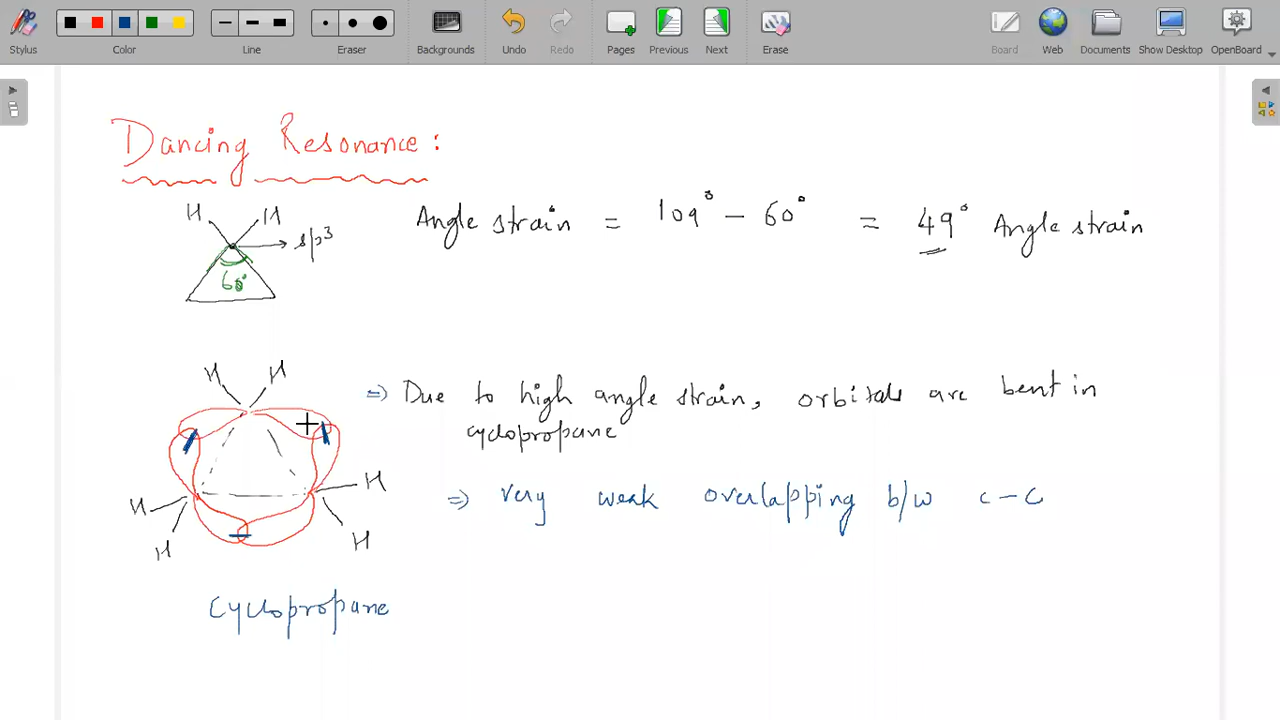 Stylus
Color
Line
Eraser
Backgrounds
Undo
Redo
Pages
Previous
Next
Erase
Board
Web
Documents
Show Desktop
OpenBoard
Dancing Resonance :
H H
sp³
60°
Angle strain = 109° - 60° = 49° Angle strain
H H
⇒ Due to high angle strain, orbitals are bent in
cyclopropane
H
H
⇒ very weak overlapping b/w C-C
H
H
cyclopropane